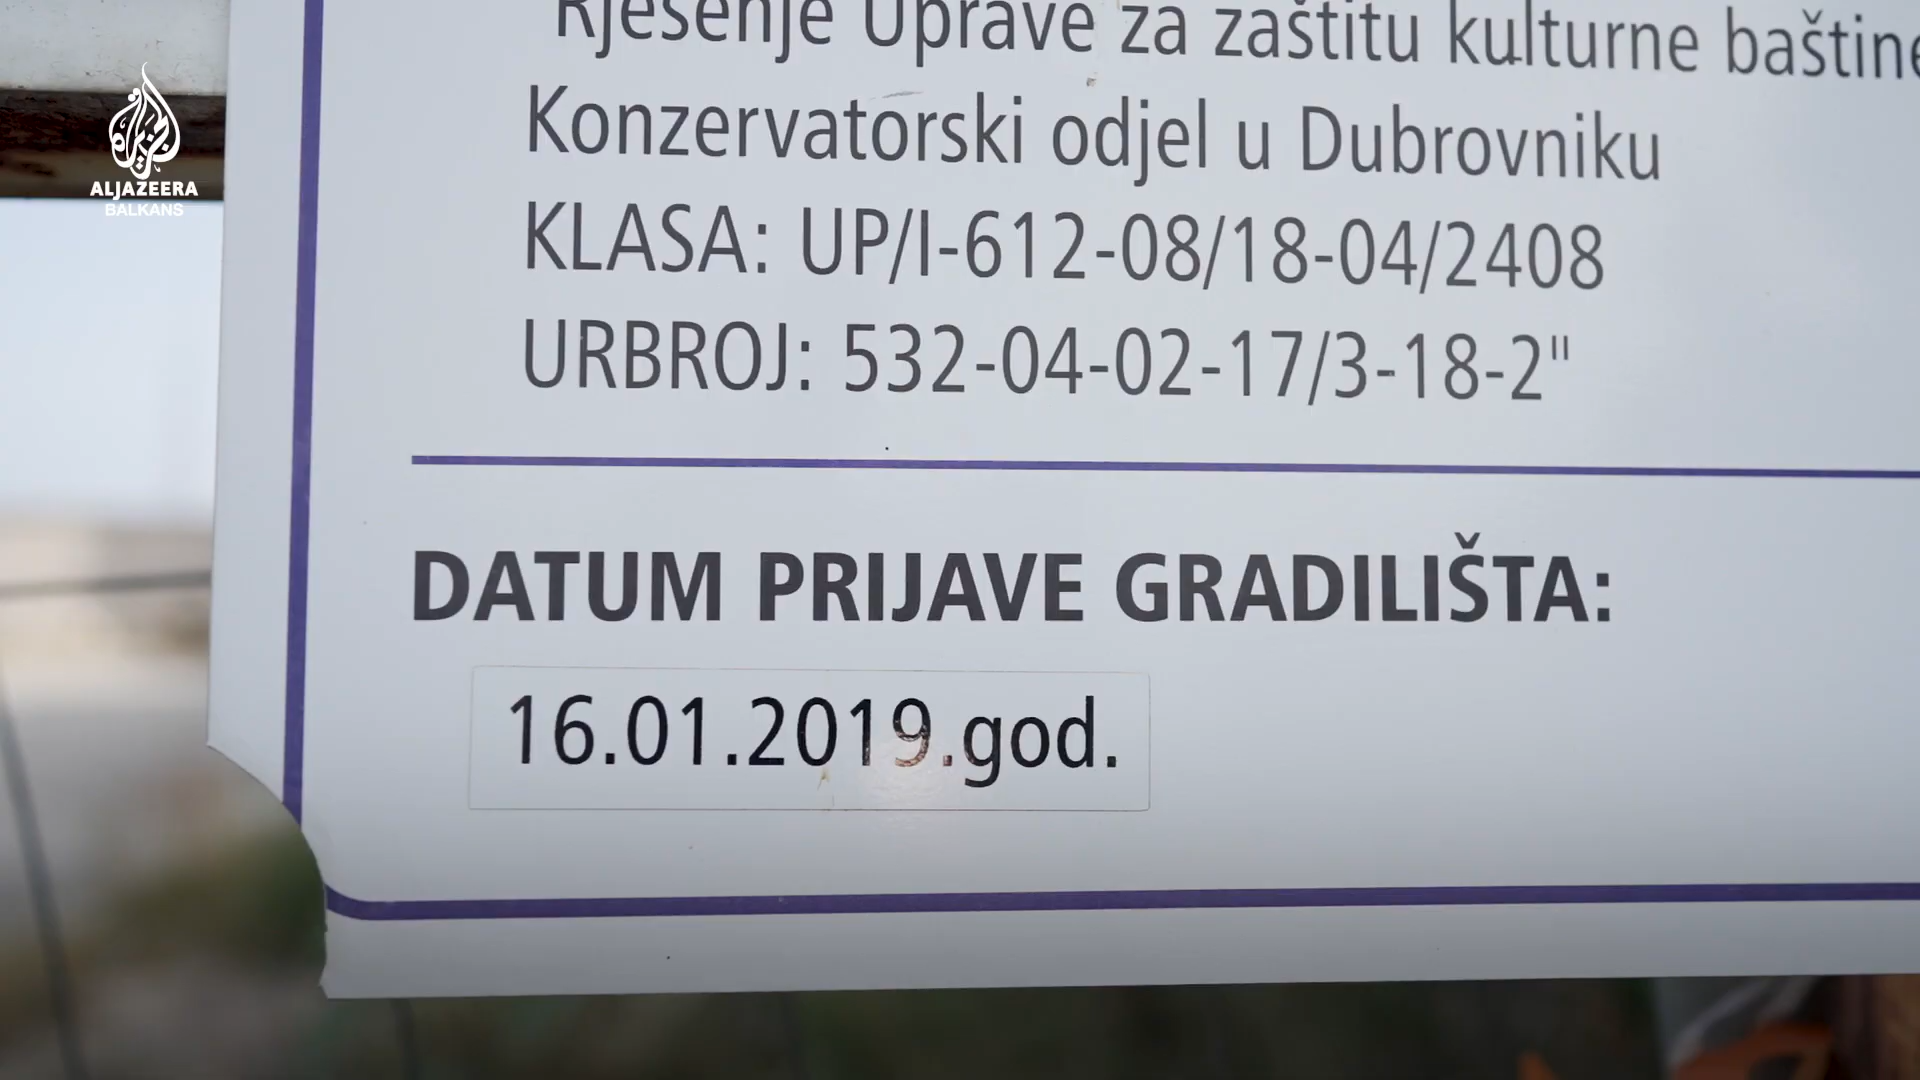 Rješenje Uprave za zaštitu kulturne baštine
Konzervatorski odjel u Dubrovniku
KLASA: UP/I-612-08/18-04/2408
URBROJ: 532-04-02-17/3-18-2"
DATUM PRIJAVE GRADILIŠTA:
16.01.2019.god.
ALJAZEERA
BALKANS